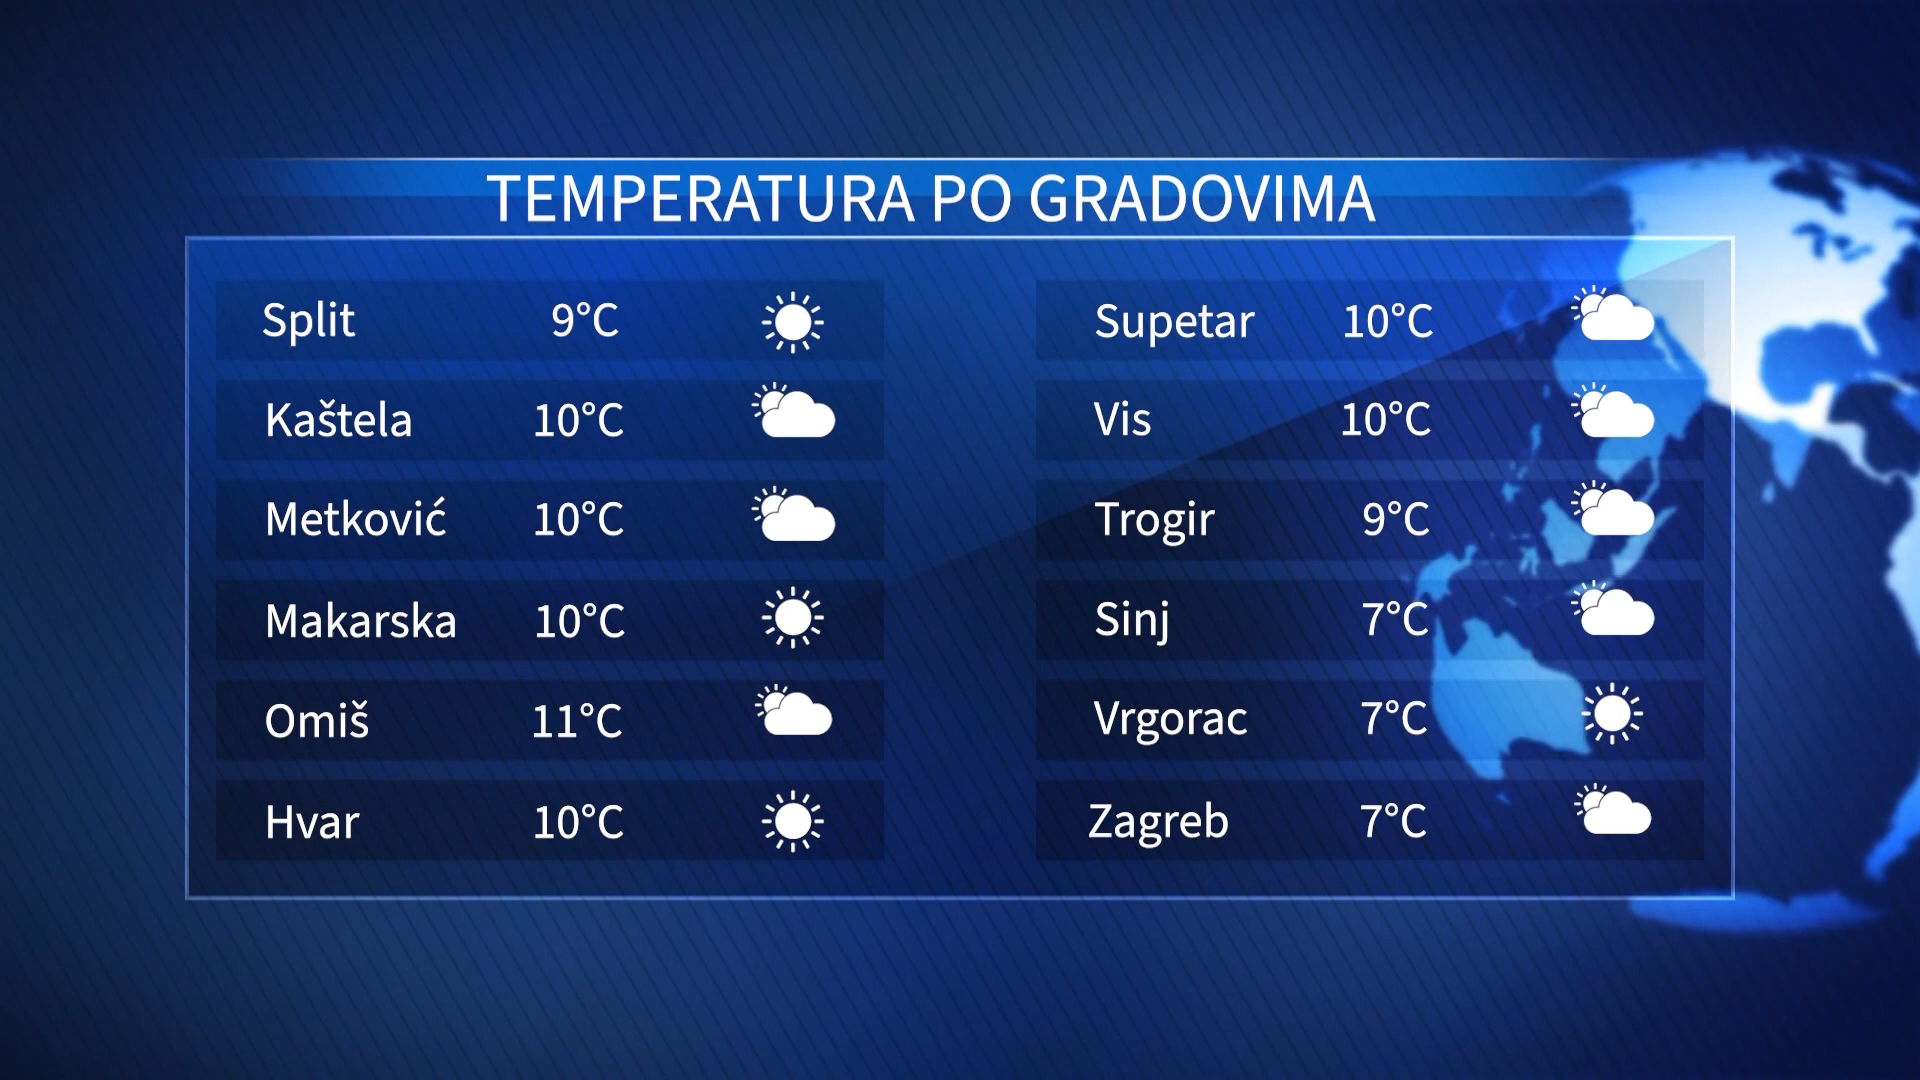 TEMPERATURA PO GRADOVIMA
Split 9°C
Kaštela 10°C
Metković 10°C
Makarska 10°C
Omiš 11°C
Hvar 10°C
Supetar 10°C
Vis 10°C
Trogir 9°C
Sinj 7°C
Vrgorac 7°C
Zagreb 7°C